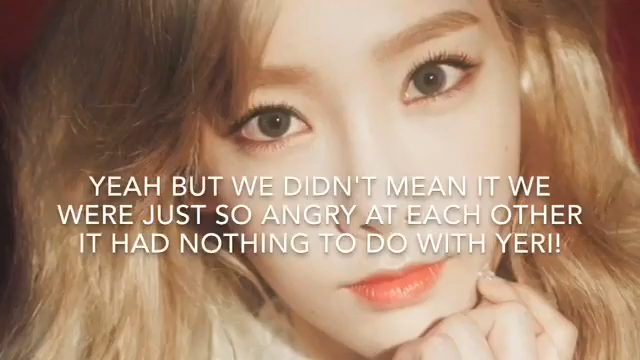 YEAH BUT WE DIDN'T MEAN IT WE
WERE JUST SO ANGRY AT EACH OTHER
IT HAD NOTHING TO DO WITH YERI!